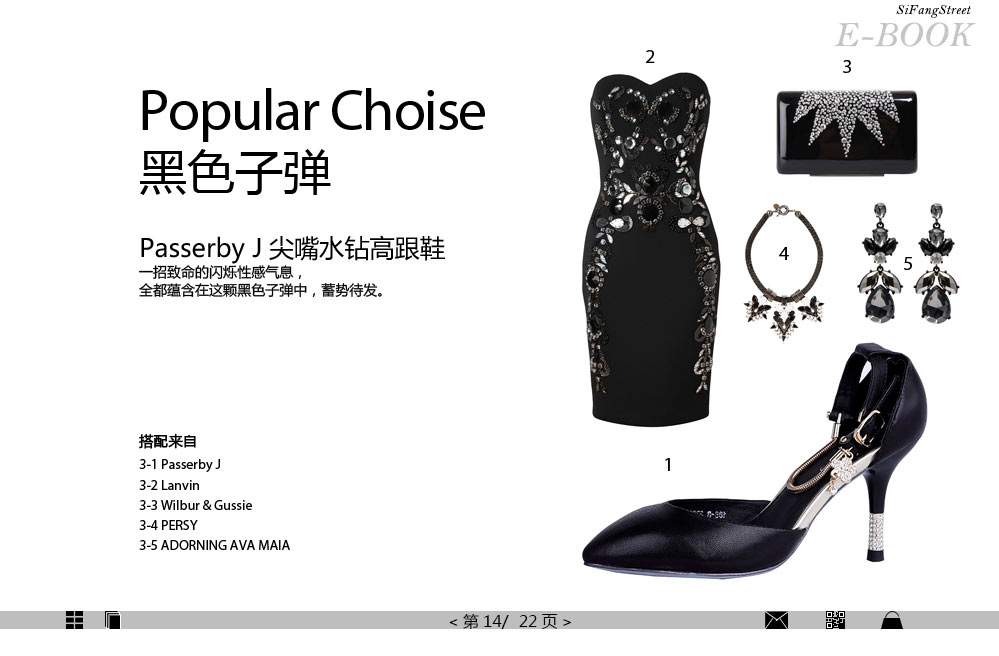 SiFangStreet
E-BOOK
Popular Choise
黑色子弹
Passerby J 尖嘴水钻高跟鞋
一招致命的闪烁性感气息，
全都蕴含在这颗黑色子弹中，蓄势待发。
搭配来自
3-1 Passerby J
3-2 Lanvin
3-3 Wilbur & Gussie
3-4 PERSY
3-5 ADORNING AVA MAIA
2
3
4
5
1
< 第 14/ 22 页 >